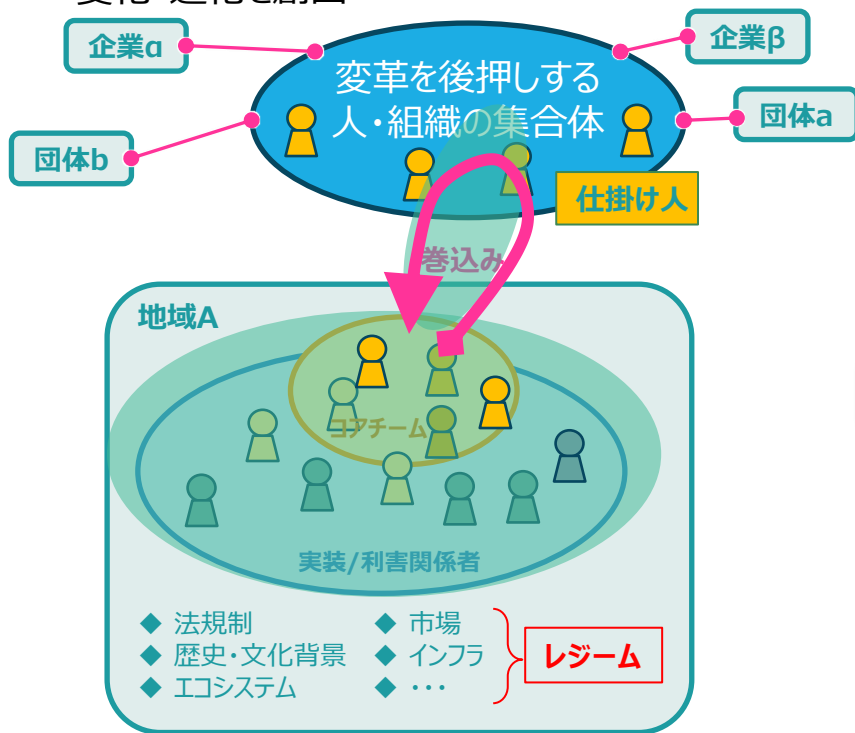 企業α
企業β
変革を後押しする
人・組織の集合体
団体a
団体b
仕掛け人
巻込み
地域A
コアチーム
実装/利害関係者
◆ 法規制
◆ 歴史・文化背景
◆ エコシステム
◆ 市場
◆ インフラ
◆ ・・・
レジーム